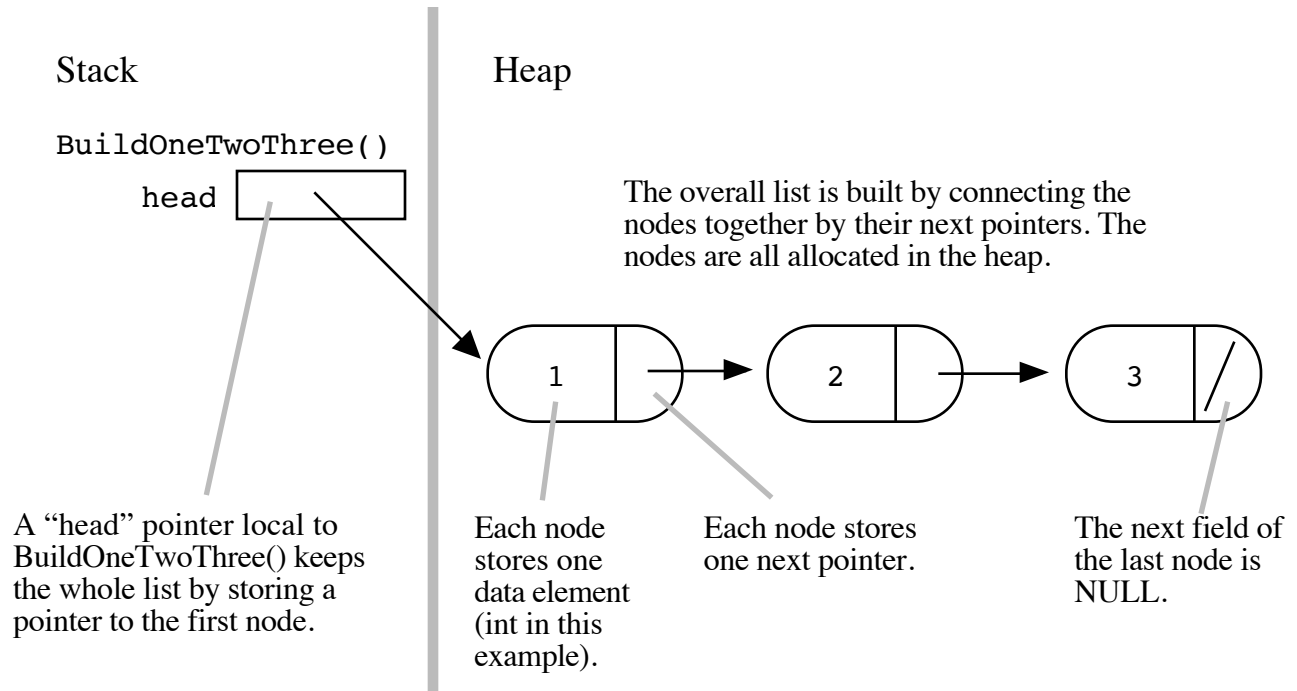 Stack
Heap
BuildOneTwoThree()
head
The overall list is built by connecting the
nodes together by their next pointers. The
nodes are all allocated in the heap.
1
2
3
A “head” pointer local to
BuildOneTwoThree() keeps
the whole list by storing a
pointer to the first node.
Each node
stores one
data element
(int in this
example).
Each node stores
one next pointer.
The next field of
the last node is
NULL.